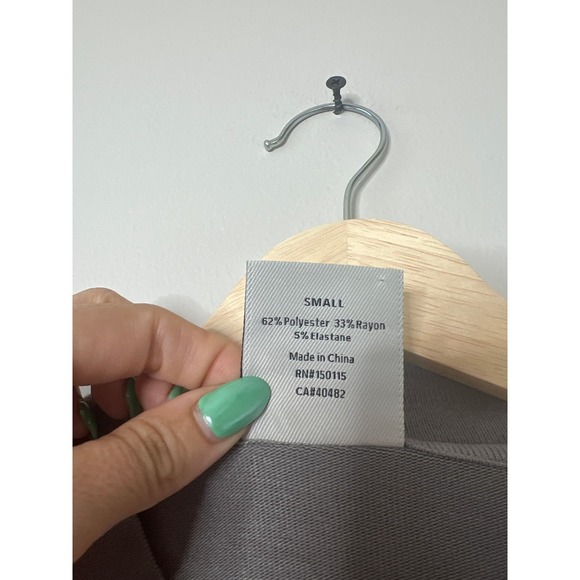 SMALL
62%Polyester 33%Rayon
5%Elastane
Made in China
RN#150115
CA#40482